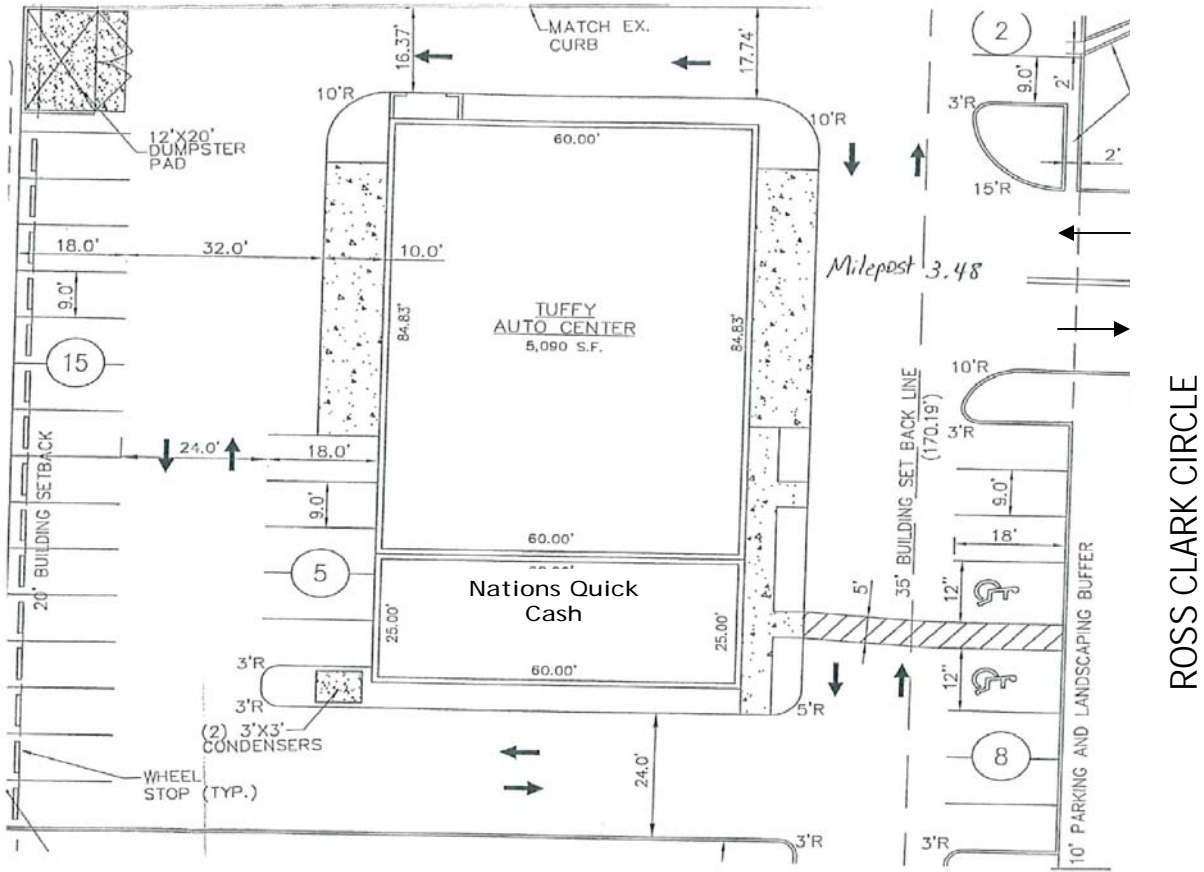 MATCH EX.
CURB
16.37'
17.74'
2
9.0'
2'
10'R
10'R
3'R
12'X20'
DUMPSTER
PAD
60.00'
2'
15'R
18.0'
32.0'
10.0'
Milepost 3.48
9.0'
TUFFY
AUTO CENTER
5,090 S.F.
84.83'
84.83'
15
10'R
3'R
35' BUILDING SET BACK LINE
(170.19')
ROSS CLARK CIRCLE
20' BUILDING SETBACK
24.0'
18.0'
9.0'
9.0'
60.00'
18'
5
Nations Quick
Cash
25.00'
25.00'
5'
12"
12"
10' PARKING AND LANDSCAPING BUFFER
3'R
60.00'
3'R
5'R
(2) 3'X3'
CONDENSERS
24.0'
8
WHEEL
STOP (TYP.)
3'R
3'R